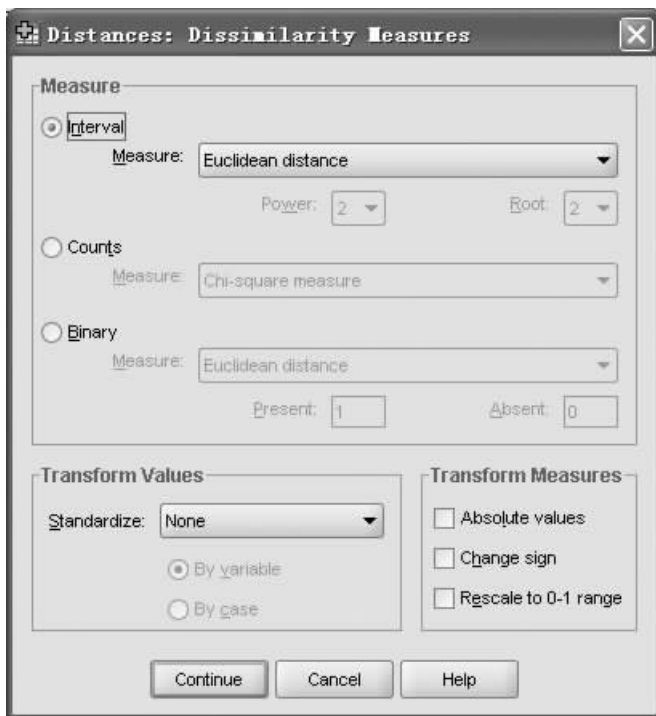 Distances: Dissimilarity Measures
Measure
Interval
Measure: Euclidean distance
Power: 2 Root: 2
Counts
Measure: Chi-square measure
Binary
Measure: Euclidean distance
Present: 1 Absent: 0
Transform Values
Standardize: None
By variable
By case
Transform Measures
Absolute values
Change sign
Rescale to 0-1 range
Continue Cancel Help